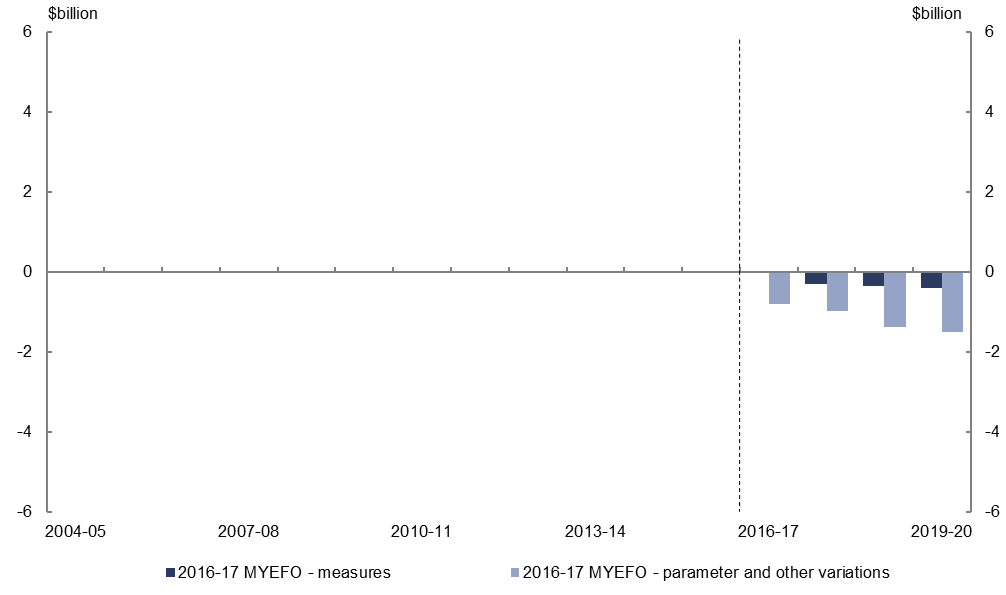 $billion $billion
6 6
4 4
2 2
0 0
-2 -2
-4 -4
-6 -6
2004-05 2007-08 2010-11 2013-14 2016-17 2019-20
2016-17 MYEFO - measures 2016-17 MYEFO - parameter and other variations